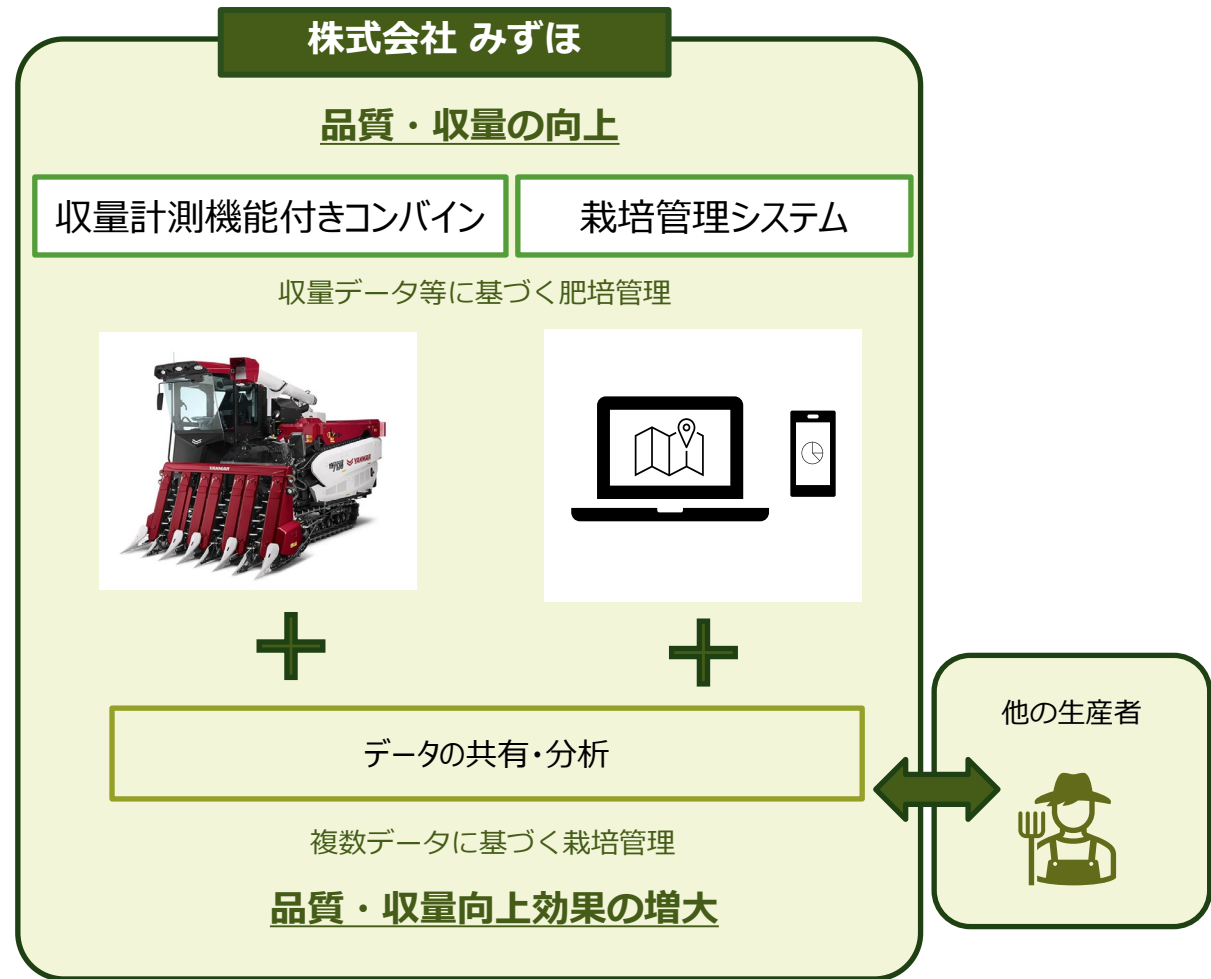 株式会社 みずほ
品質・収量の向上
収量計測機能付きコンバイン
栽培管理システム
収量データ等に基づく肥培管理
YANMAR
YANMAR
データの共有・分析
他の生産者
複数データに基づく栽培管理
品質・収量向上効果の増大